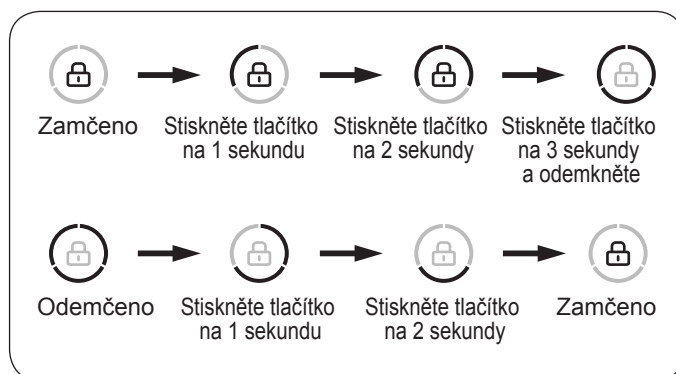 Zamčeno
Stiskněte tlačítko
na 1 sekundu
Stiskněte tlačítko
na 2 sekundy
Stiskněte tlačítko
na 3 sekundy
a odemkněte
Odemčeno
Stiskněte tlačítko
na 1 sekundu
Stiskněte tlačítko
na 2 sekundy
Zamčeno